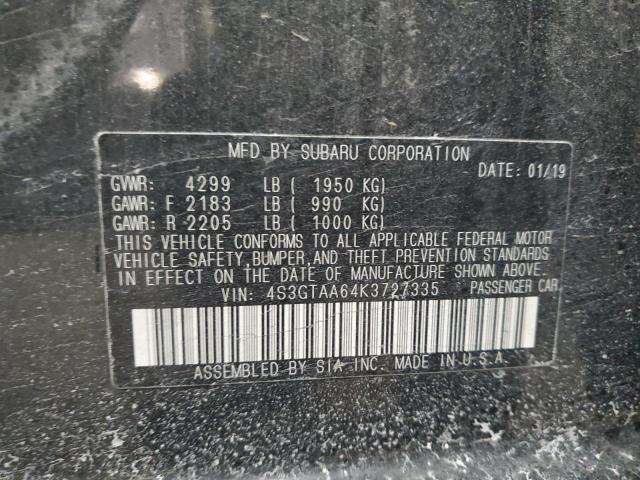 MFD BY SUBARU CORPORATION
DATE: 01/19
GVWR: 4299 LB ( 1950 KG)
GAWR: F 2183 LB ( 990 KG)
GAWR: R 2205 LB ( 1000 KG)
THIS VEHICLE CONFORMS TO ALL APPLICABLE FEDERAL MOTOR
VEHICLE SAFETY, BUMPER, AND THEFT PREVENTION STANDARDS
IN EFFECT ON THE DATE OF MANUFACTURE SHOWN ABOVE.
VIN: 4S3GTAA64K3727335 PASSENGER CAR
ASSEMBLED BY SIA INC. MADE IN U.S.A.